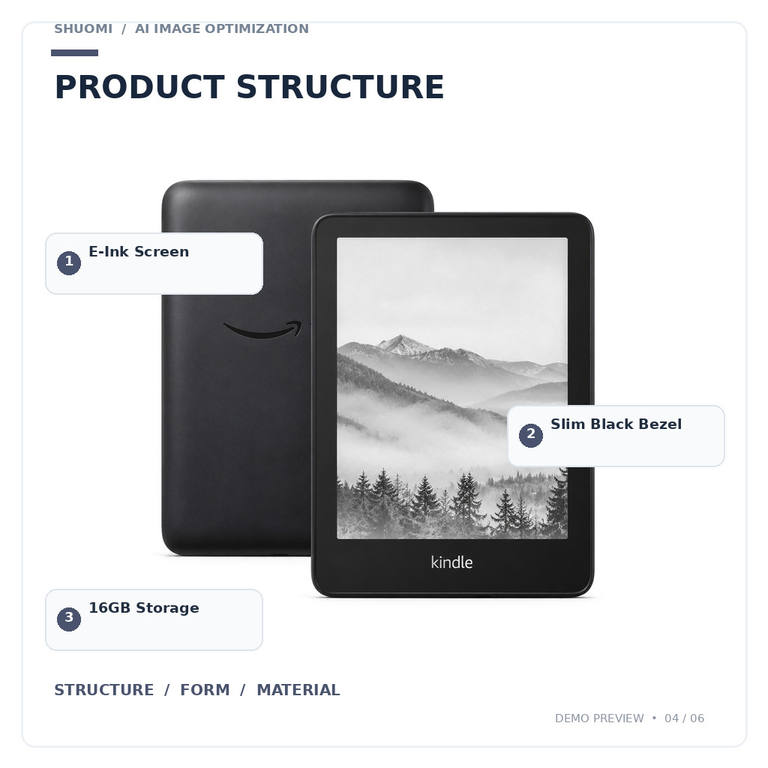 SHUOMI / AI IMAGE OPTIMIZATION
PRODUCT STRUCTURE
1 E-Ink Screen
2 Slim Black Bezel
kindle
3 16GB Storage
STRUCTURE / FORM / MATERIAL
DEMO PREVIEW • 04 / 06